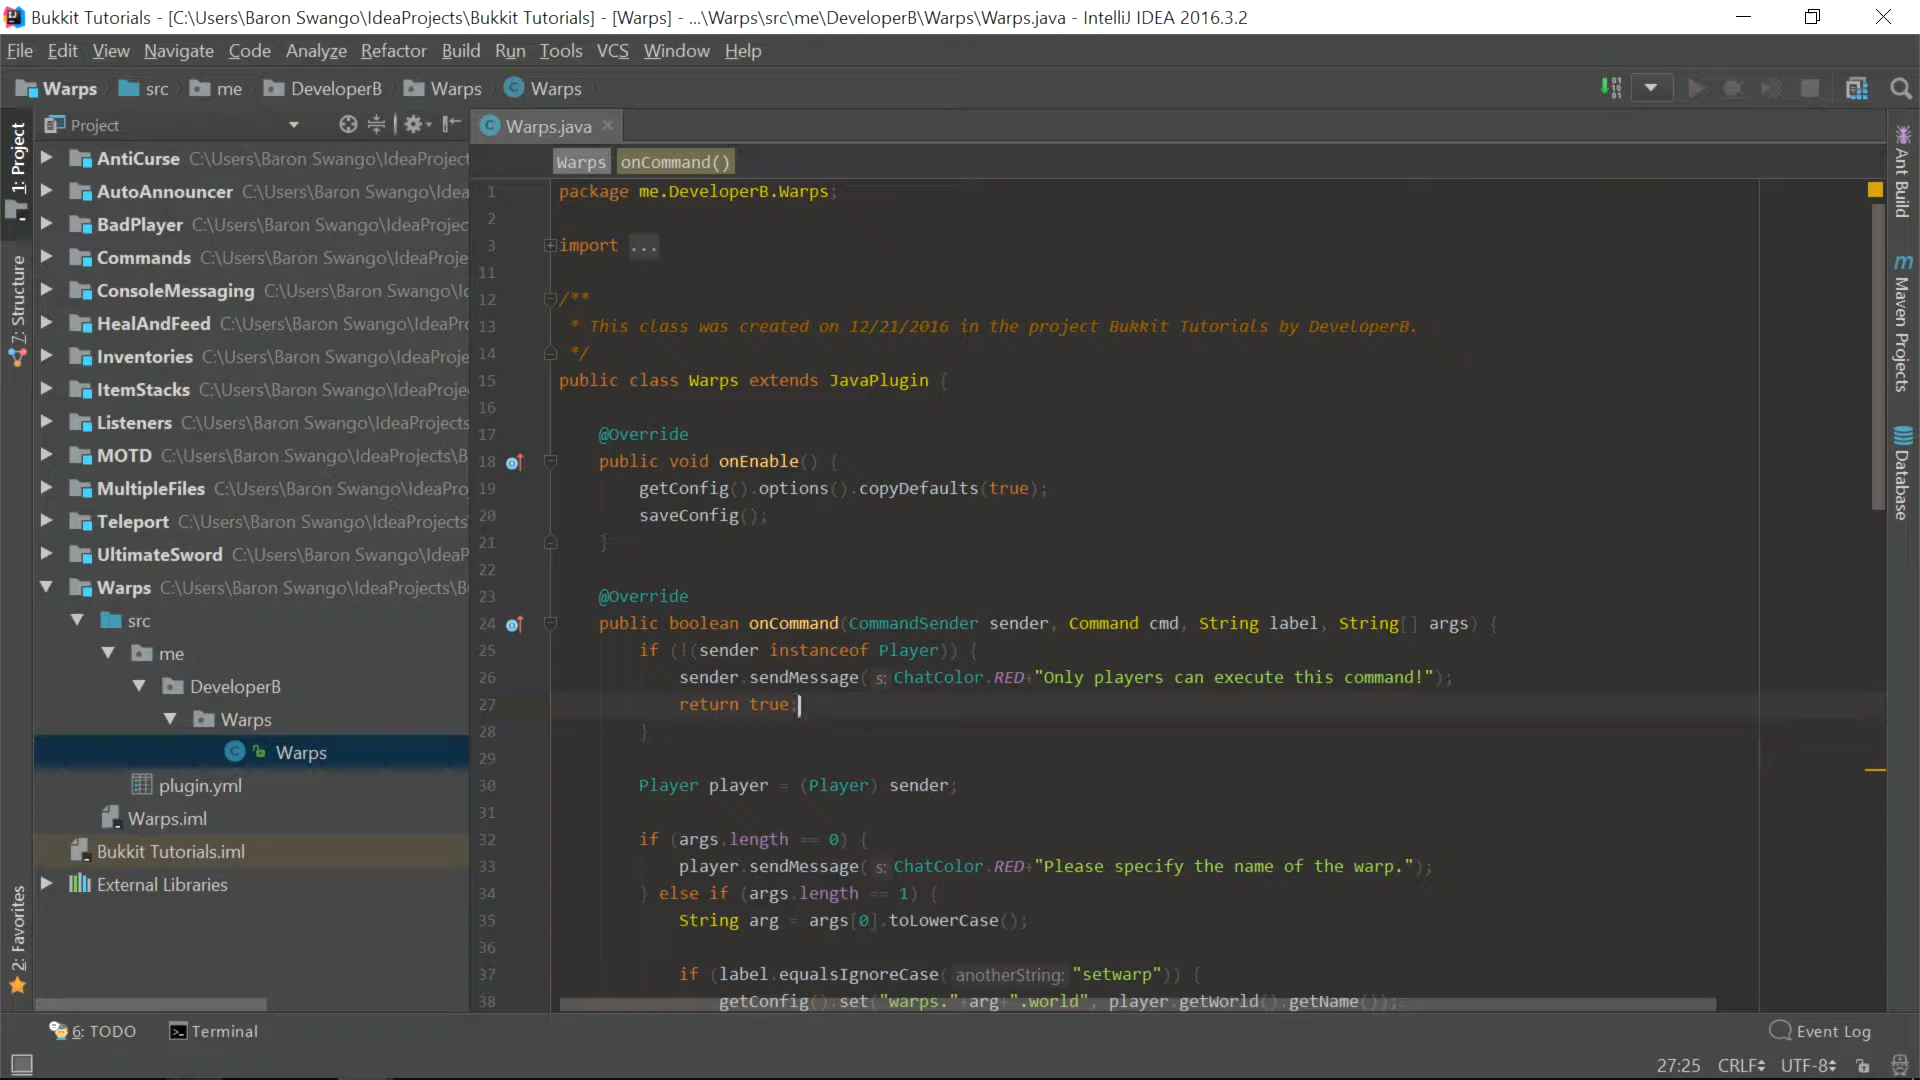 Bukkit Tutorials - [C:\Users\Baron Swango\IdeaProjects\Bukkit Tutorials] - [Warps] - ...\Warps\src\me\DeveloperB\Warps\Warps.java - IntelliJ IDEA 2016.3.2
File Edit View Navigate Code Analyze Refactor Build Run Tools VCS Window Help
Warps src me DeveloperB Warps Warps
Project
Warps.java
1: Project
7: Structure
2: Favorites
AntiCurse C:\Users\Baron Swango\IdeaProject
AutoAnnouncer C:\Users\Baron Swango\Idea
BadPlayer C:\Users\Baron Swango\IdeaProjec
Commands C:\Users\Baron Swango\IdeaProje
ConsoleMessaging C:\Users\Baron Swango\Id
HealAndFeed C:\Users\Baron Swango\IdeaPro
Inventories C:\Users\Baron Swango\IdeaProje
ItemStacks C:\Users\Baron Swango\IdeaProje
Listeners C:\Users\Baron Swango\IdeaProjec
MOTD C:\Users\Baron Swango\IdeaProjects\B
MultipleFiles C:\Users\Baron Swango\IdeaPro
Teleport C:\Users\Baron Swango\IdeaProjects
UltimateSword C:\Users\Baron Swango\IdeaP
Warps C:\Users\Baron Swango\IdeaProjects\B
src
me
DeveloperB
Warps
Warps
plugin.yml
Warps.iml
Bukkit Tutorials.iml
External Libraries
Warps onCommand()
1 package me.DeveloperB.Warps;
2
3 import ...
11
12 /**
13 * This class was created on 12/21/2016 in the project Bukkit Tutorials by DeveloperB.
14 */
15 public class Warps extends JavaPlugin {
16
17 @Override
18 public void onEnable() {
19 getConfig().options().copyDefaults(true);
20 saveConfig();
21 }
22
23 @Override
24 public boolean onCommand(CommandSender sender, Command cmd, String label, String[] args) {
25 if (!(sender instanceof Player)) {
26 sender.sendMessage( s: ChatColor.RED+"Only players can execute this command!");
27 return true;
28 }
29
30 Player player = (Player) sender;
31
32 if (args.length == 0) {
33 player.sendMessage( s: ChatColor.RED+"Please specify the name of the warp.");
34 } else if (args.length == 1) {
35 String arg = args[0].toLowerCase();
36
37 if (label.equalsIgnoreCase( anotherString: "setwarp")) {
38 getConfig().set("warps."+arg+".world", player.getWorld().getName());
Ant Build
Maven Projects
Database
6: TODO Terminal Event Log
27:25 CRLF UTF-8